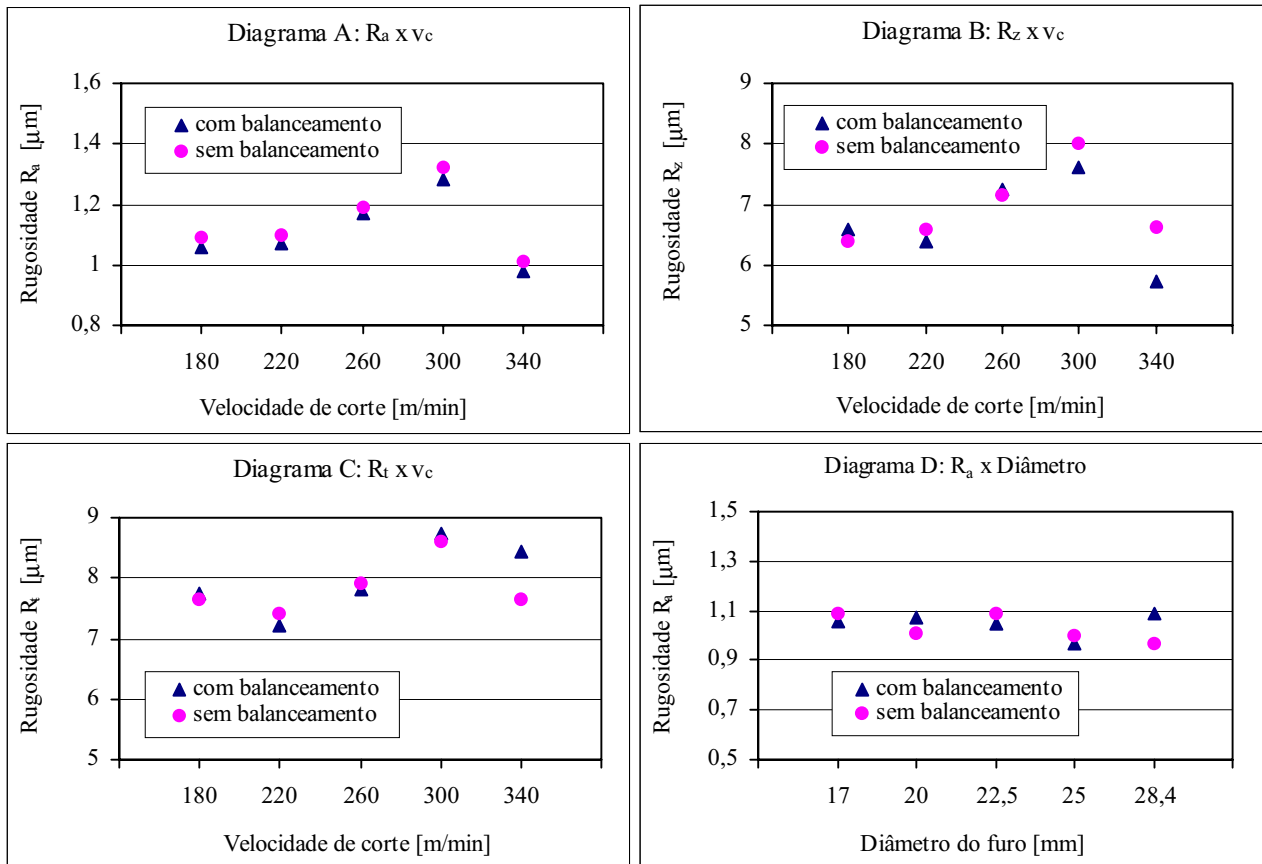 Diagrama A: Ra x vc
Rugosidade Ra [μm]
1,6
1,4
1,2
1
0,8
com balanceamento
sem balanceamento
180 220 260 300 340
Velocidade de corte [m/min]
Diagrama B: Rz x vc
Rugosidade Rz [μm]
9
8
7
6
5
com balanceamento
sem balanceamento
180 220 260 300 340
Velocidade de corte [m/min]
Diagrama C: Rt x vc
Rugosidade Rt [μm]
9
8
7
6
5
com balanceamento
sem balanceamento
180 220 260 300 340
Velocidade de corte [m/min]
Diagrama D: Ra x Diâmetro
Rugosidade Ra [μm]
1,5
1,3
1,1
0,9
0,7
0,5
com balanceamento
sem balanceamento
17 20 22,5 25 28,4
Diâmetro do furo [mm]